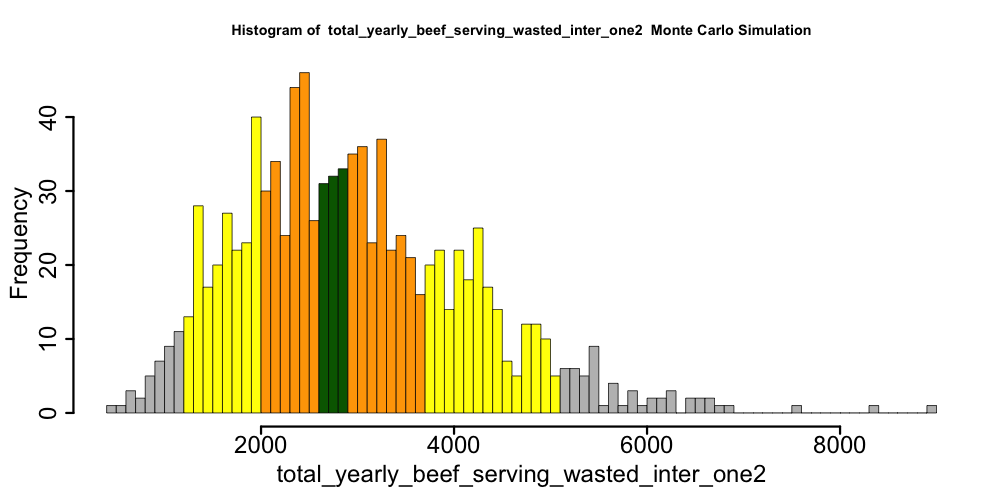 Histogram of  total_yearly_beef_serving_wasted_inter_one2  Monte Carlo Simulation
Frequency
40
30
20
10
0
2000 4000 6000 8000
total_yearly_beef_serving_wasted_inter_one2